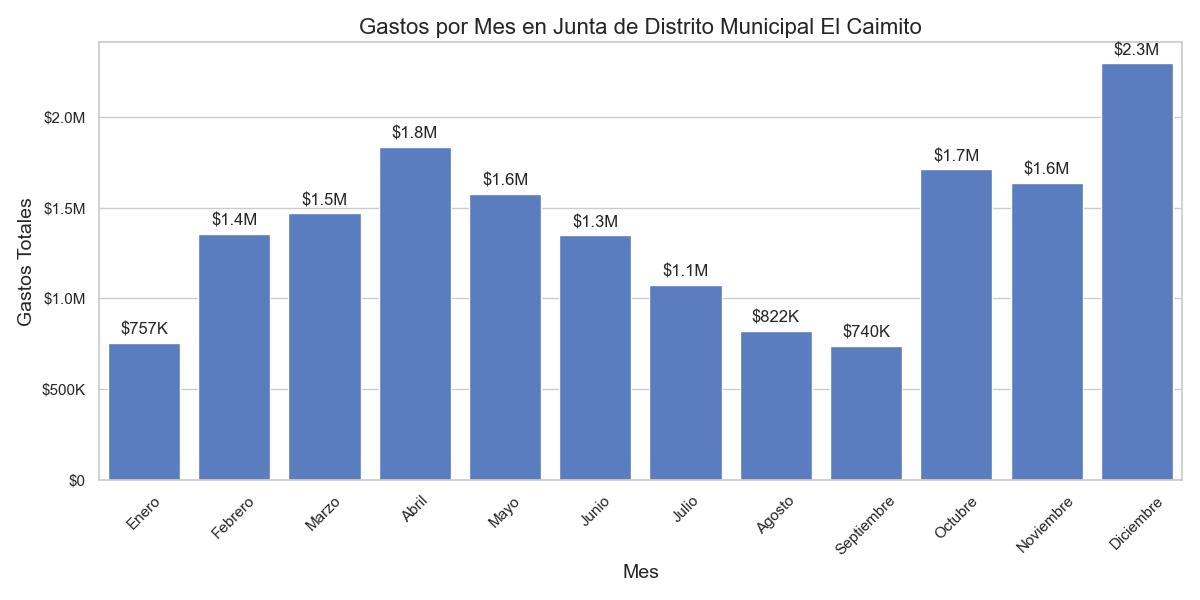 Gastos por Mes en Junta de Distrito Municipal El Caimito
Gastos Totales
$2.0M
$1.5M
$1.0M
$500K
$0
$757K
$1.4M
$1.5M
$1.8M
$1.6M
$1.3M
$1.1M
$822K
$740K
$1.7M
$1.6M
$2.3M
Enero
Febrero
Marzo
Abril
Mayo
Junio
Julio
Agosto
Septiembre
Octubre
Noviembre
Diciembre
Mes